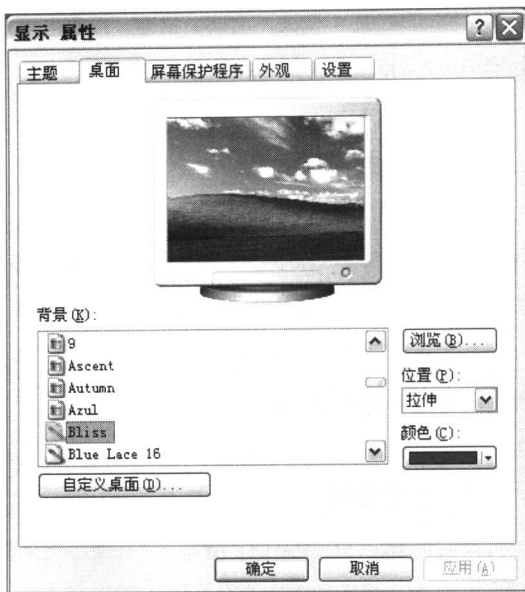 显示 属性
主题 桌面 屏幕保护程序 外观 设置
背景(K):
9
Ascent
Autumn
Azul
Bliss
Blue Lace 16
浏览(B)...
位置(P):
拉伸
颜色(C):
自定义桌面(D)...
确定 取消 应用(A)